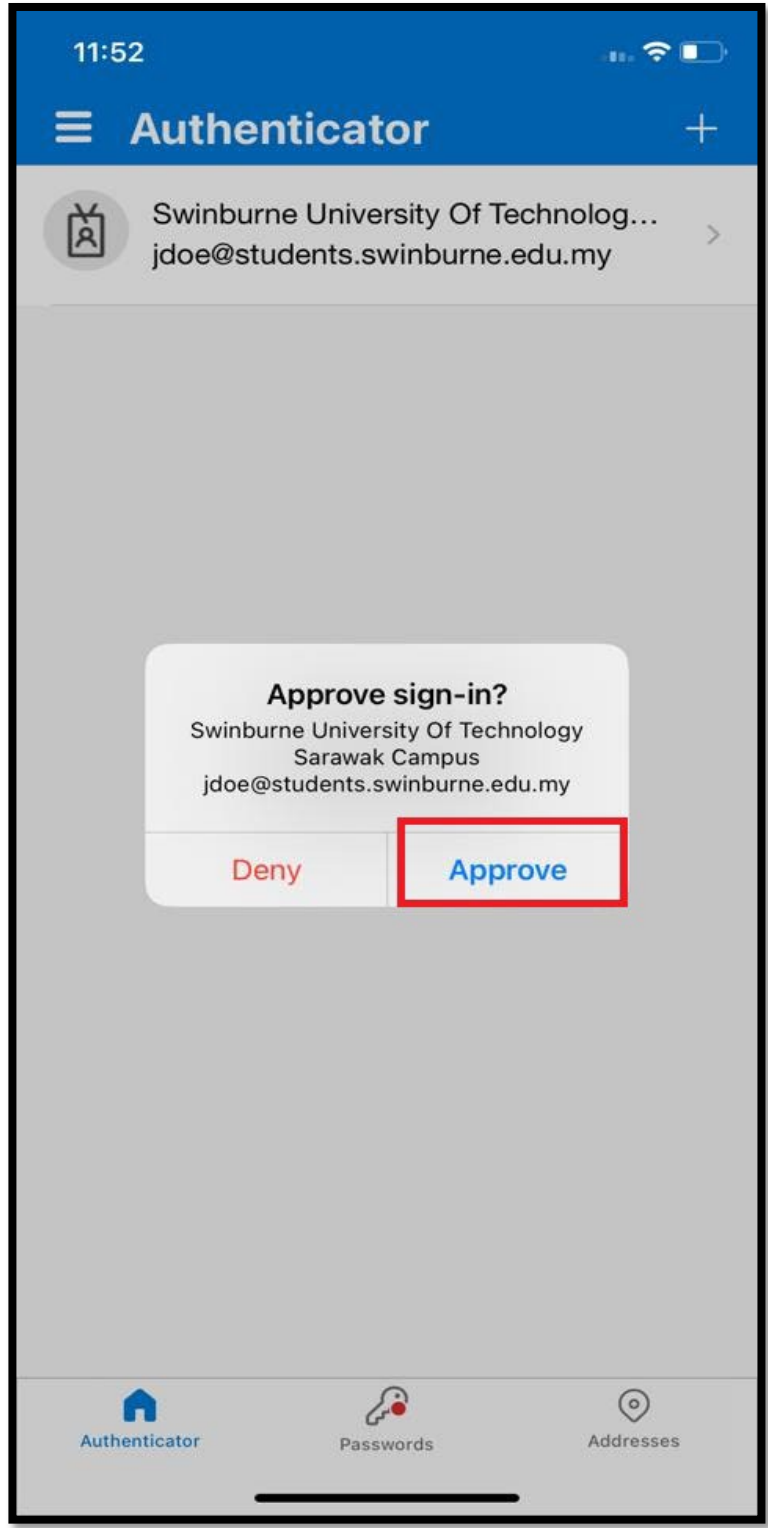 11:52
Authenticator
Swinburne University Of Technolog...
jdoe@students.swinburne.edu.my
Approve sign-in?
Swinburne University Of Technology
Sarawak Campus
jdoe@students.swinburne.edu.my
Deny Approve
Authenticator Passwords Addresses